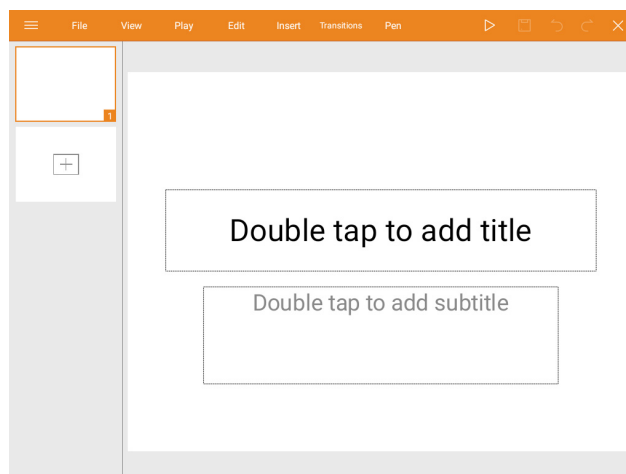 File View Play Edit Insert Transitions Pen
1
Double tap to add title
Double tap to add subtitle